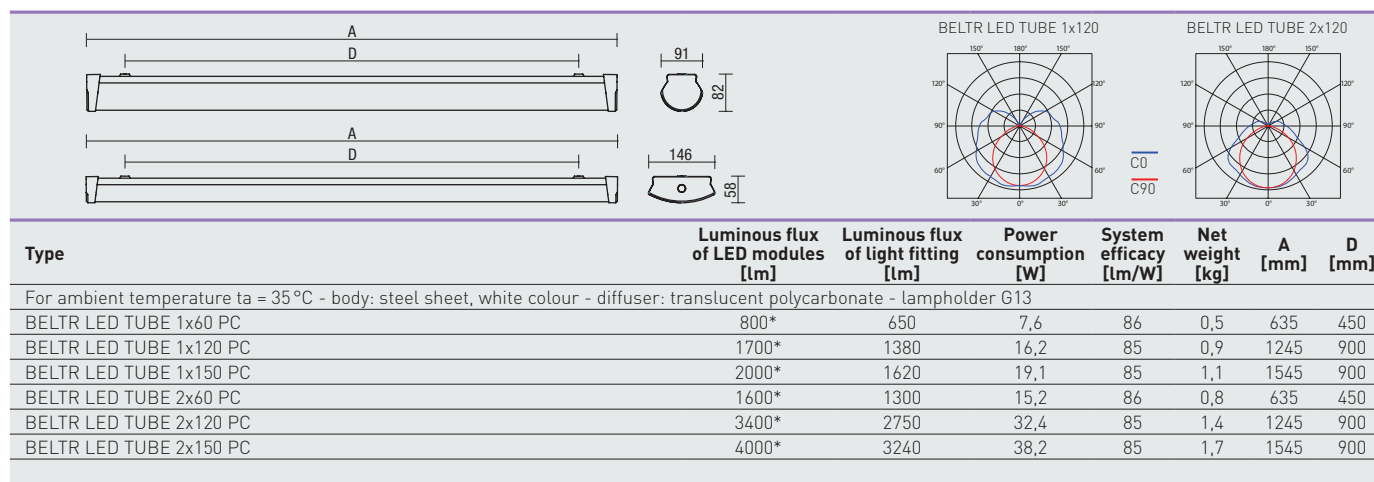 A
D
91
82
A
D
146
58
BELTR LED TUBE 1x120
150° 180° 150°
120° 120°
90° 90°
60° 60°
30° 0° 30°
C0
C90
BELTR LED TUBE 2x120
150° 180° 150°
120° 120°
90° 90°
60° 60°
30° 0° 30°
Type Luminous flux of LED modules [lm] Luminous flux of light fitting [lm] Power consumption [W] System efficacy [lm/W] Net weight [kg] A [mm] D [mm]
For ambient temperature ta = 35°C - body: steel sheet, white colour - diffuser: translucent polycarbonate - lampholder G13
BELTR LED TUBE 1x60 PC 800* 650 7,6 86 0,5 635 450
BELTR LED TUBE 1x120 PC 1700* 1380 16,2 85 0,9 1245 900
BELTR LED TUBE 1x150 PC 2000* 1620 19,1 85 1,1 1545 900
BELTR LED TUBE 2x60 PC 1600* 1300 15,2 86 0,8 635 450
BELTR LED TUBE 2x120 PC 3400* 2750 32,4 85 1,4 1245 900
BELTR LED TUBE 2x150 PC 4000* 3240 38,2 85 1,7 1545 900